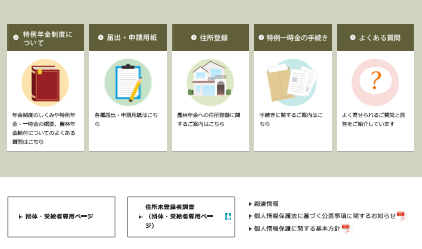 特例年金制度に
ついて
届出・申請用紙
住所登録
特例一時金の手続き
よくある質問
年金制度のしくみや特例年
金・一時金の概要、農林年
金給付についてのよくある
質問はこちら
各種届出・申請用紙はこち
ら
農林年金への住所登録に関
するご案内はこちら
手続きに関するご案内はこ
ちら
よく寄せられるご質問と回
答をご紹介しています
団体・受給者専用ページ
住所未登録者調査
（団体・受給者専用ペー
ジ）
調達情報
個人情報保護法に基づく公表事項に関するお知らせ
個人情報保護に関する基本方針